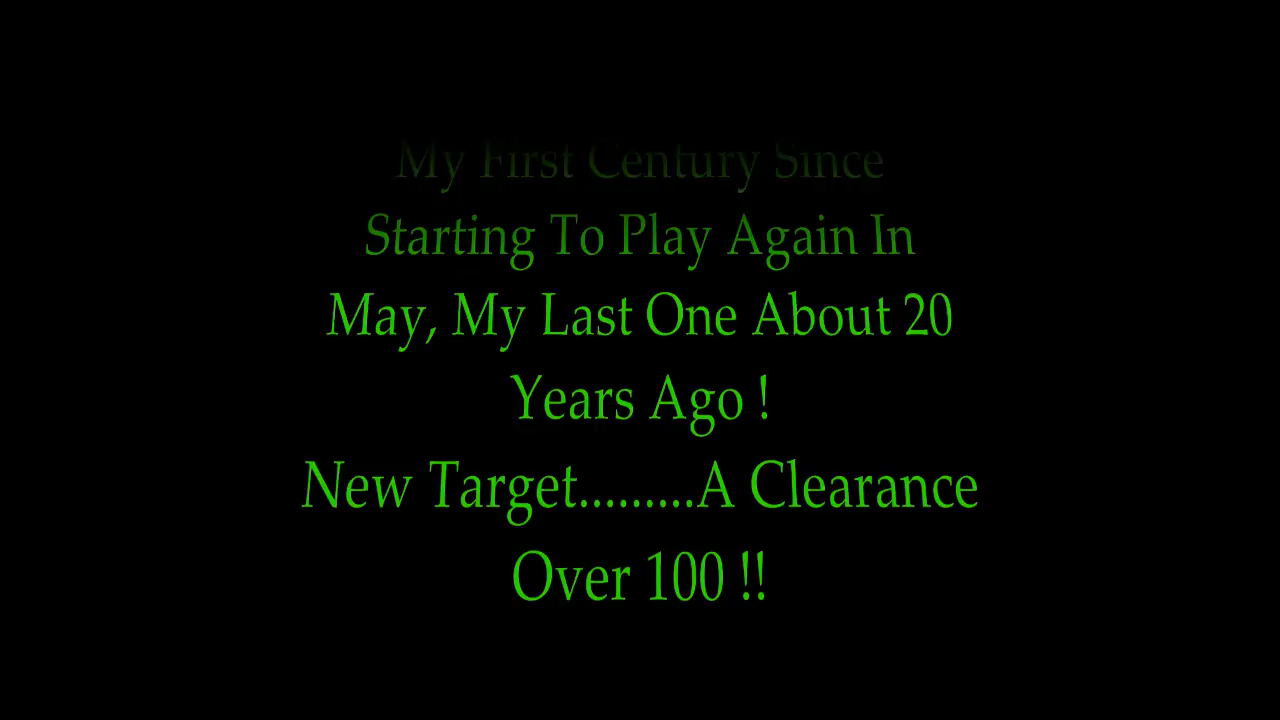 My First Century Since
Starting To Play Again In
May, My Last One About 20
Years Ago !
New Target.........A Clearance
Over 100 !!